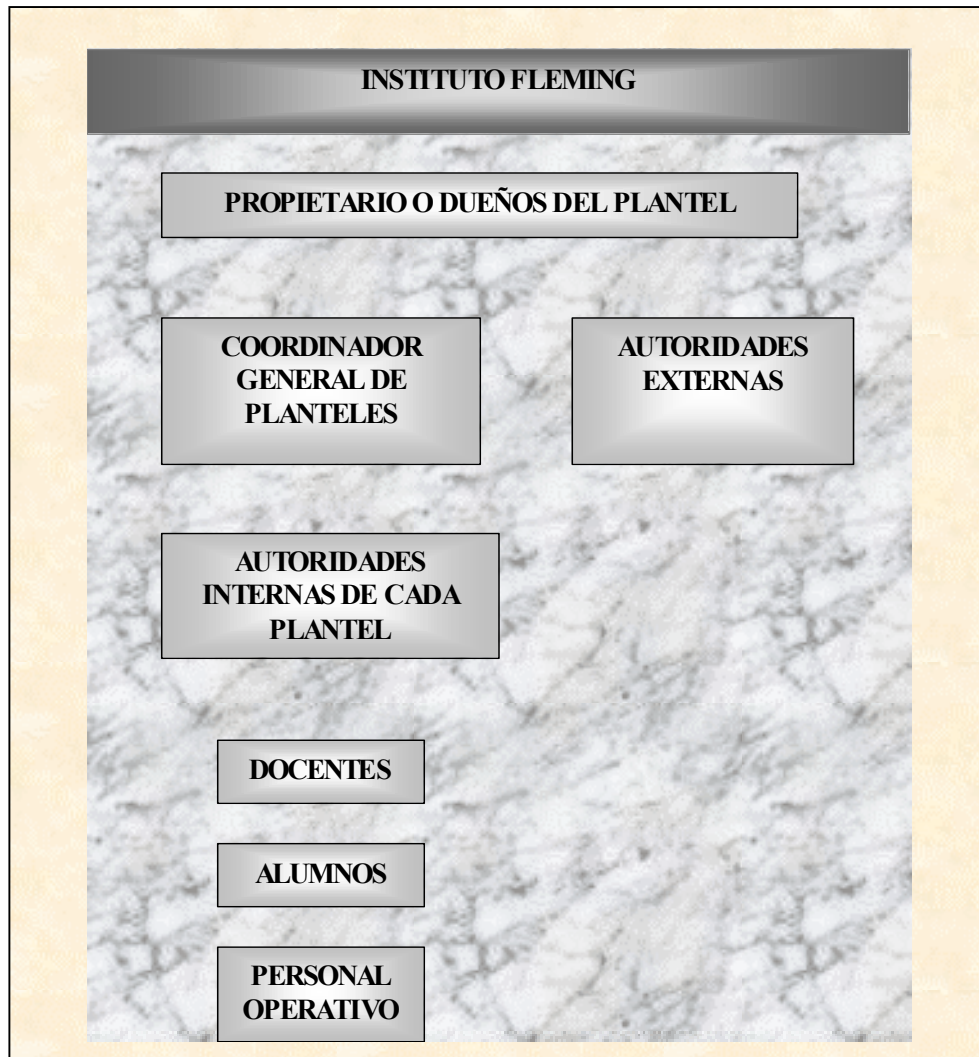 INSTITUTO FLEMING
PROPIETARIO O DUEÑOS DEL PLANTEL
COORDINADOR
GENERAL DE
PLANTELES
AUTORIDADES
EXTERNAS
AUTORIDADES
INTERNAS DE CADA
PLANTEL
DOCENTES
ALUMNOS
PERSONAL
OPERATIVO